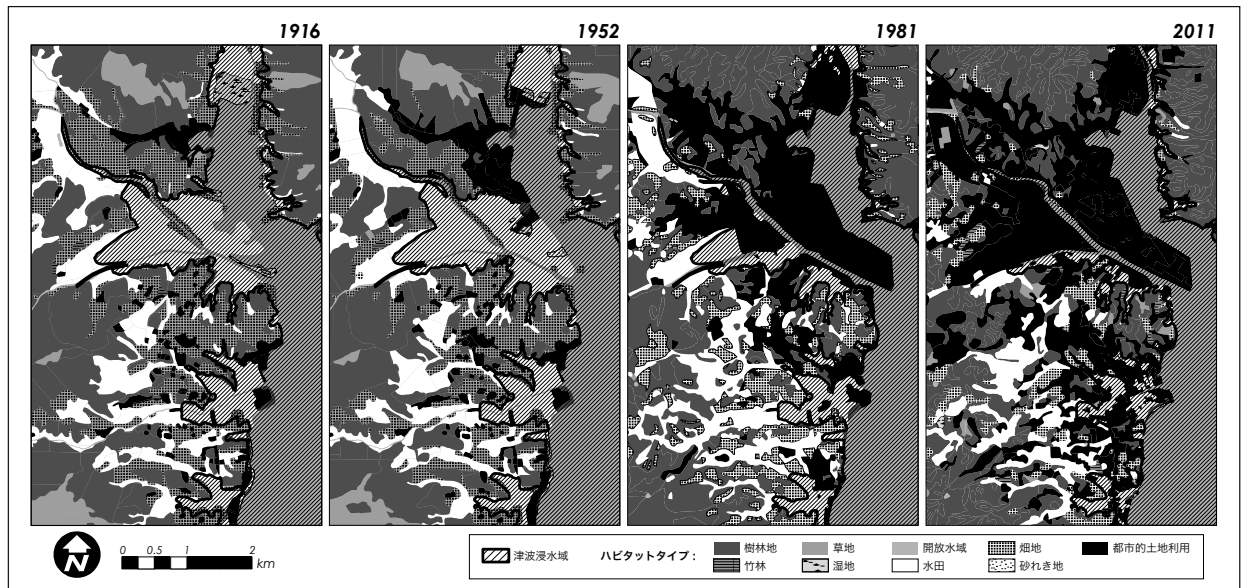 1916
1952
1981
2011
N
0 0.5 1 2
km
津波浸水域
ハビタットタイプ：
樹林地 草地 開放水域 畑地 都市的土地利用
竹林 湿地 水田 砂れき地